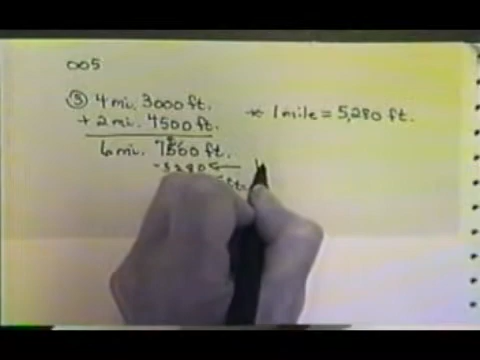 005
⑤ 4 mi. 3000 ft.
* 1 mile = 5,280 ft.
+ 2 mi. 4500 ft.
6 mi. 7500 ft.
-5280